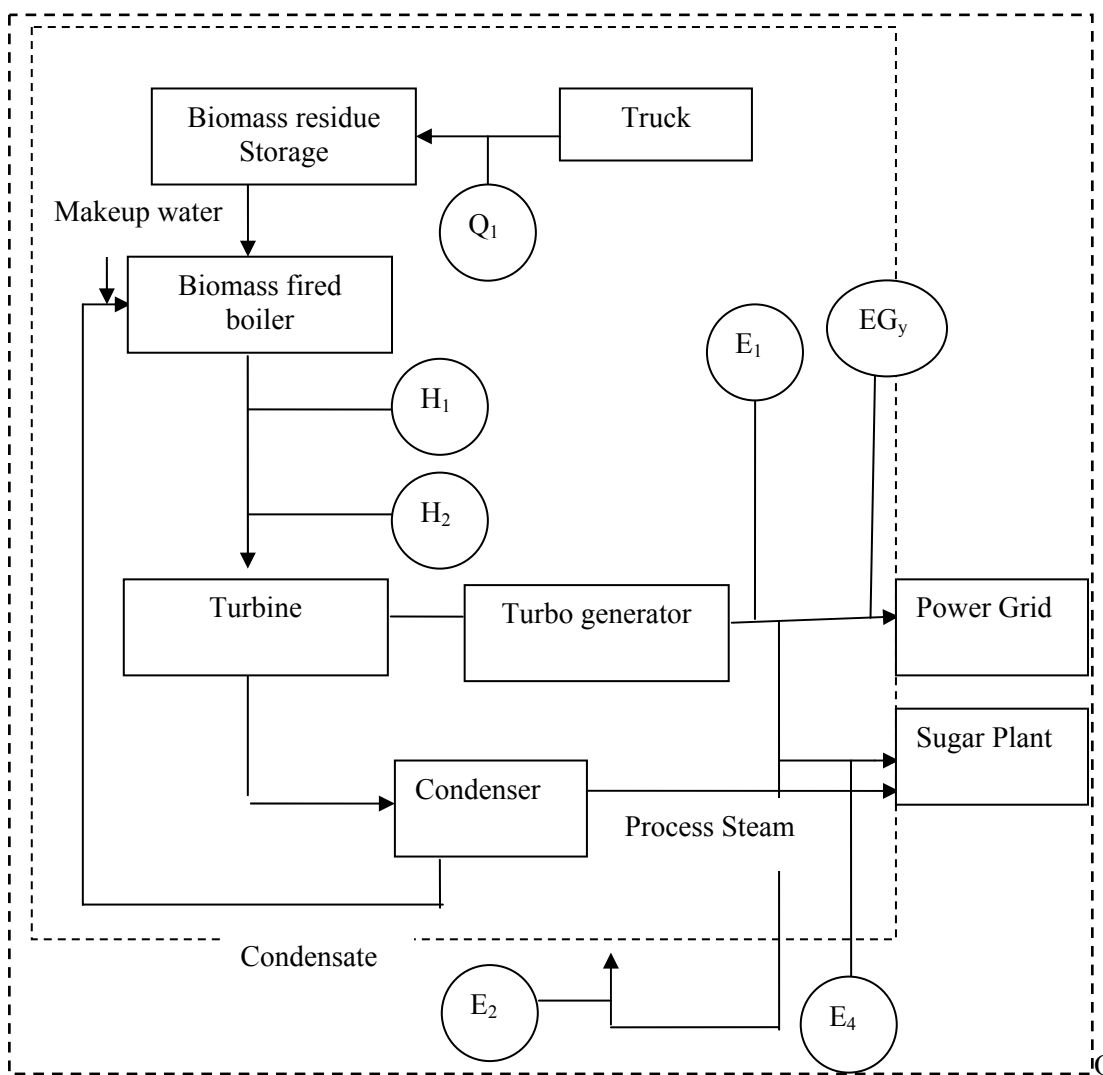 Biomass residue
Storage
Truck
Makeup water
Q₁
Biomass fired
boiler
E₁
EGᵧ
H₁
H₂
Turbine
Turbo generator
Power Grid
Sugar Plant
Condenser
Process Steam
Condensate
E₂
E₄